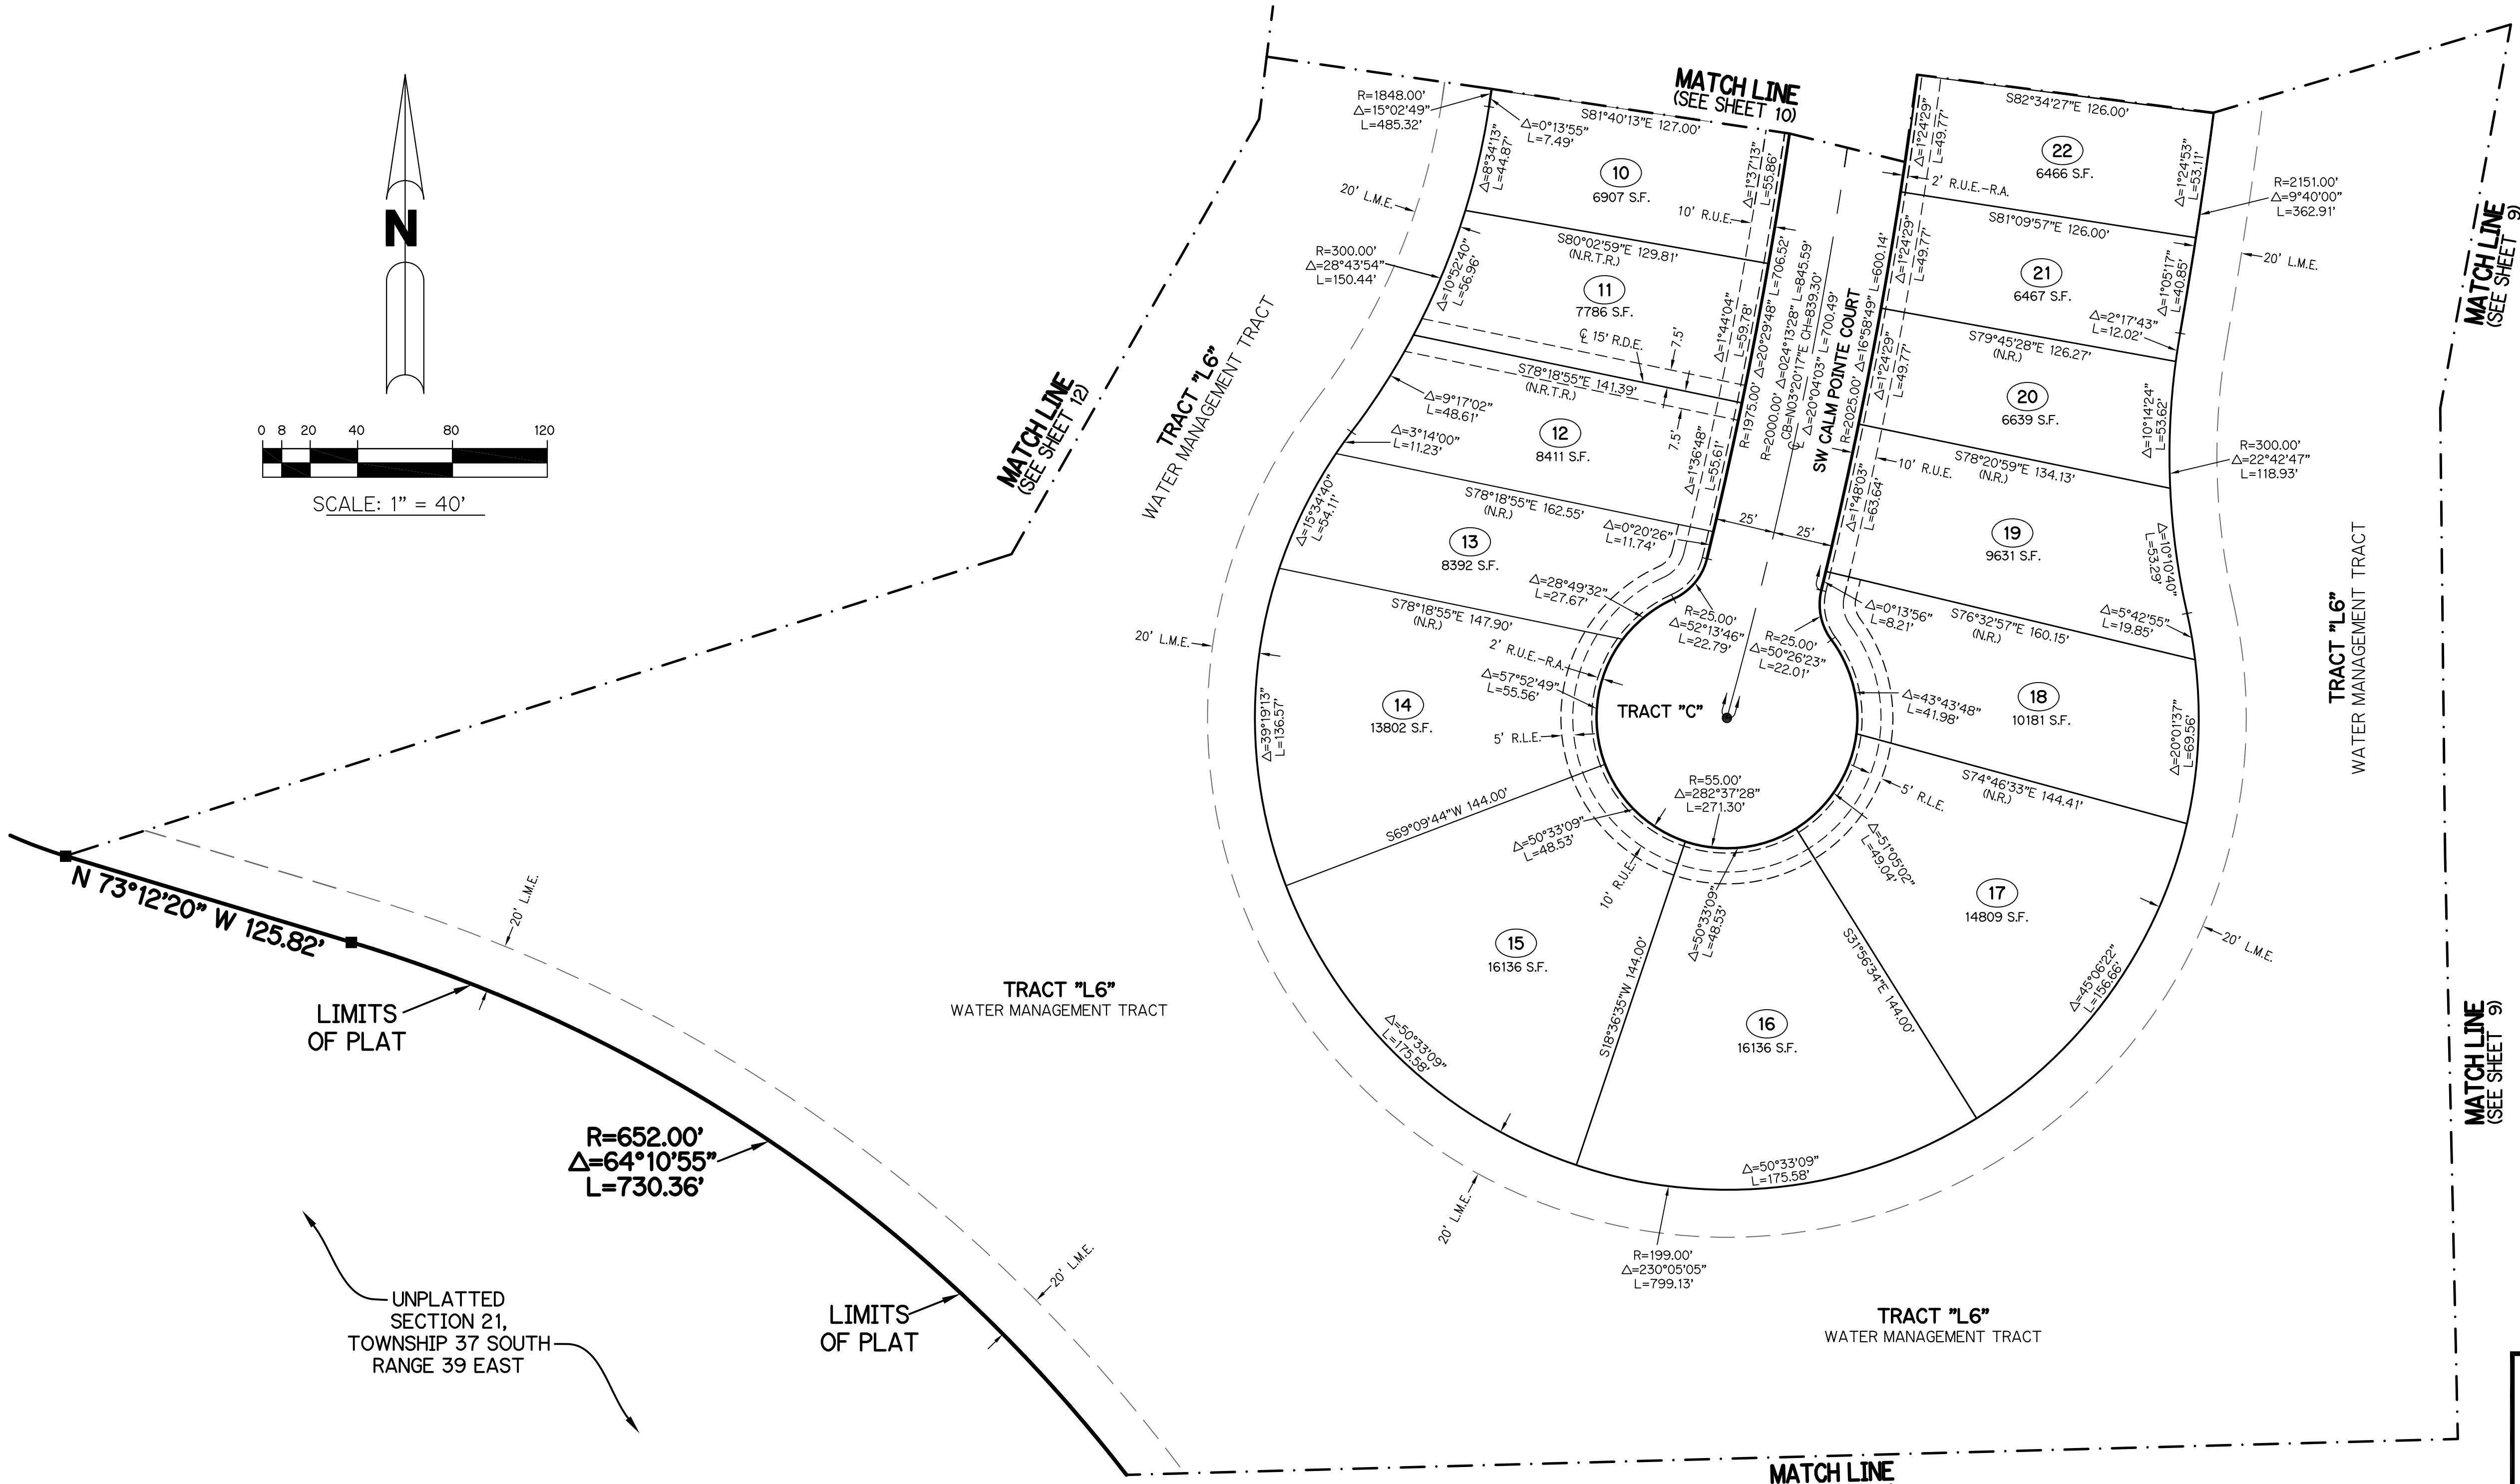 N
0 8 20 40 80 120
SCALE: 1" = 40'
MATCH LINE
(SEE SHEET 10)
MATCH LINE
(SEE SHEET 12)
MATCH LINE
(SEE SHEET 9)
MATCH LINE
(SEE SHEET 9)
MATCH LINE
TRACT "L6"
WATER MANAGEMENT TRACT
TRACT "L6"
WATER MANAGEMENT TRACT
TRACT "L6"
WATER MANAGEMENT TRACT
TRACT "L6"
WATER MANAGEMENT TRACT
R=1848.00'
Δ=15°02'49"
L=485.32'
Δ=0°13'55"
L=7.49'
S81°40'13"E 127.00'
Δ=8°34'13"
L=44.87'
10
6907 S.F.
Δ=1°37'13"
L=55.86'
10' R.U.E.
20' L.M.E.
S80°02'59"E 129.81'
(N.R.T.R.)
R=300.00'
Δ=28°43'54"
L=150.44'
Δ=10°52'40"
L=56.96'
11
7786 S.F.
Δ=1°44'04"
L=59.78'
℄ 15' R.D.E.
7.5'
7.5'
S78°18'55"E 141.39'
(N.R.T.R.)
Δ=9°17'02"
L=48.61'
Δ=3°14'00"
L=11.23'
12
8411 S.F.
Δ=1°36'48"
L=55.61'
S78°18'55"E 162.55'
(N.R.)
Δ=15°34'40"
L=54.11'
13
8392 S.F.
Δ=0°20'26"
L=11.74'
Δ=28°49'32"
L=27.67'
S78°18'55"E 147.90'
(N.R.)
20' L.M.E.
2' R.U.E.-R.A.
Δ=57°52'49"
L=55.56'
14
13802 S.F.
Δ=39°19'13"
L=136.57'
5' R.L.E.
S69°09'44"W 144.00'
Δ=50°33'09"
L=48.53'
10' R.U.E.
15
16136 S.F.
Δ=50°33'09"
L=175.58'
S18°36'35"W 144.00'
Δ=50°33'09"
L=48.53'
16
16136 S.F.
Δ=50°33'09"
L=175.58'
S31°56'34"E 144.00'
Δ=51°05'02"
L=49.04'
17
14809 S.F.
Δ=45°06'22"
L=156.66'
20' L.M.E.
20' L.M.E.
R=199.00'
Δ=230°05'05"
L=799.13'
S74°46'33"E 144.41'
(N.R.)
5' R.L.E.
18
10181 S.F.
Δ=43°43'48"
L=41.98'
Δ=20°01'37"
L=69.56'
S76°32'57"E 160.15'
(N.R.)
Δ=0°13'56"
L=8.21'
Δ=5°42'55"
L=19.85'
19
9631 S.F.
Δ=1°48'03"
L=63.64'
Δ=10°10'40"
L=53.29'
10' R.U.E.
S78°20'59"E 134.13'
(N.R.)
R=300.00'
Δ=22°42'47"
L=118.93'
20
6639 S.F.
Δ=1°24'29"
L=49.77'
Δ=10°14'24"
L=53.62'
S79°45'28"E 126.27'
(N.R.)
Δ=2°17'43"
L=12.02'
21
6467 S.F.
Δ=1°24'29"
L=49.77'
Δ=1°05'17"
L=40.85'
20' L.M.E.
S81°09'57"E 126.00'
2' R.U.E.-R.A.
22
6466 S.F.
Δ=1°24'29"
L=49.77'
Δ=1°24'53"
L=53.11'
S82°34'27"E 126.00'
R=2151.00'
Δ=9°40'00"
L=362.91'
R=1975.00' Δ=20°29'48" L=706.52'
R=2000.00' Δ=024°13'28" L=845.59'
CB=N03°20'17"E CH=839.30'
℄ Δ=20°04'03" L=700.49'
SW CALM POINTE COURT
R=2025.00' Δ=16°58'49" L=600.14'
25'
25'
R=25.00'
Δ=52°13'46"
L=22.79'
R=25.00'
Δ=50°26'23"
L=22.01'
TRACT "C"
R=55.00'
Δ=282°37'28"
L=271.30'
N 73°12'20" W 125.82'
20' L.M.E.
LIMITS
OF PLAT
R=652.00'
Δ=64°10'55"
L=730.36'
20' L.M.E.
LIMITS
OF PLAT
UNPLATTED
SECTION 21,
TOWNSHIP 37 SOUTH
RANGE 39 EAST